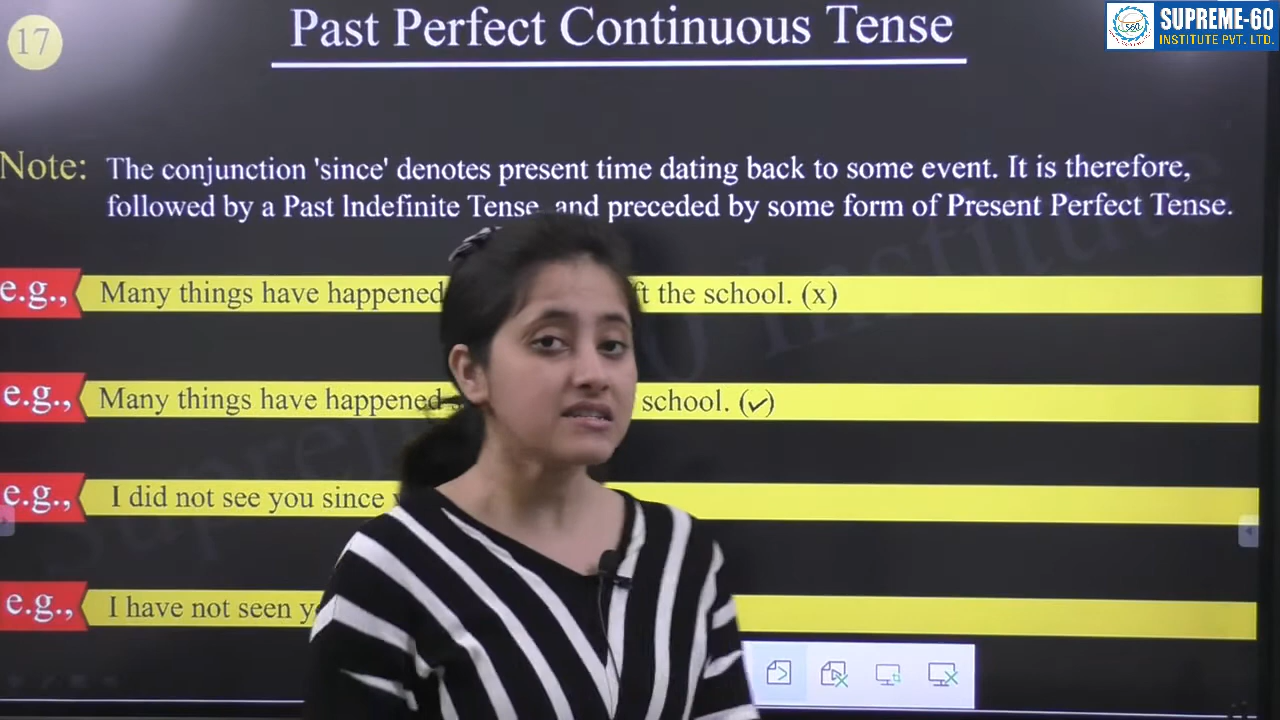 17
Past Perfect Continuous Tense
SUPREME-60
INSTITUTE PVT. LTD.
Note: The conjunction 'since' denotes present time dating back to some event. It is therefore,
followed by a Past lndefinite Tense, and preceded by some form of Present Perfect Tense.
e.g., Many things have happened the school. (x)
e.g., Many things have happened school. (✓)
e.g., I did not see you since
e.g., I have not seen